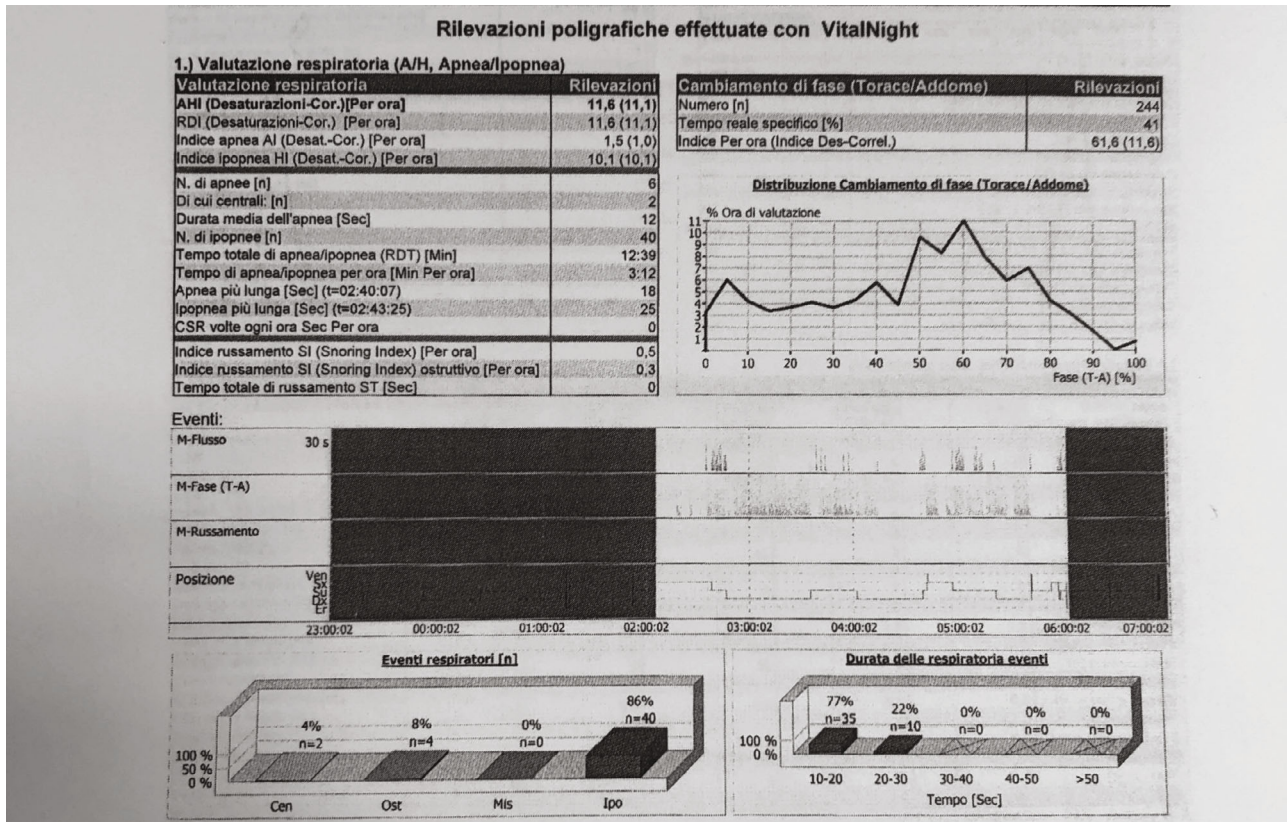 Rilevazioni poligrafiche effettuate con VitalNight
1.) Valutazione respiratoria (A/H, Apnea/Ipopnea)
Valutazione respiratoria Rilevazioni
AHI (Desaturazioni-Cor.)[Per ora] 11,6 (11,1)
RDI (Desaturazioni-Cor.) [Per ora] 11,6 (11,1)
Indice apnea AI (Desat.-Cor.) [Per ora] 1,5 (1,0)
Indice ipopnea HI (Desat.-Cor.) [Per ora] 10,1 (10,1)
N. di apnee [n] 6
Di cui centrali: [n] 2
Durata media dell'apnea [Sec] 12
N. di ipopnee [n] 40
Tempo totale di apnea/ipopnea (RDT) [Min] 12:39
Tempo di apnea/ipopnea per ora [Min Per ora] 3:12
Apnea più lunga [Sec] (t=02:40:07) 18
Ipopnea più lunga [Sec] (t=02:43:25) 25
CSR volte ogni ora Sec Per ora 0
Indice russamento SI (Snoring Index) [Per ora] 0,5
Indice russamento SI (Snoring Index) ostruttivo [Per ora] 0,3
Tempo totale di russamento ST [Sec] 0
Cambiamento di fase (Torace/Addome) Rilevazioni
Numero [n] 244
Tempo reale specifico [%] 41
Indice Per ora (Indice Des-Correl.) 61,6 (11,6)
Distribuzione Cambiamento di fase (Torace/Addome)
% Ora di valutazione
11
10
9
8
7
6
5
4
3
2
1
0 10 20 30 40 50 60 70 80 90 100
Fase (T-A) [%]
Eventi:
M-Flusso 30 s
M-Fase (T-A)
M-Russamento
Posizione
Ven
Sx
Su
Dx
Er
23:00:02 00:00:02 01:00:02 02:00:02 03:00:02 04:00:02 05:00:02 06:00:02 07:00:02
Eventi respiratori [n]
4% 8% 0% 86%
n=2 n=4 n=0 n=40
100 %
50 %
0 %
Cen Ost Mis Ipo
Durata delle respiratoria eventi
77% 22% 0% 0% 0%
n=35 n=10 n=0 n=0 n=0
100 %
0 %
10-20 20-30 30-40 40-50 >50
Tempo [Sec]